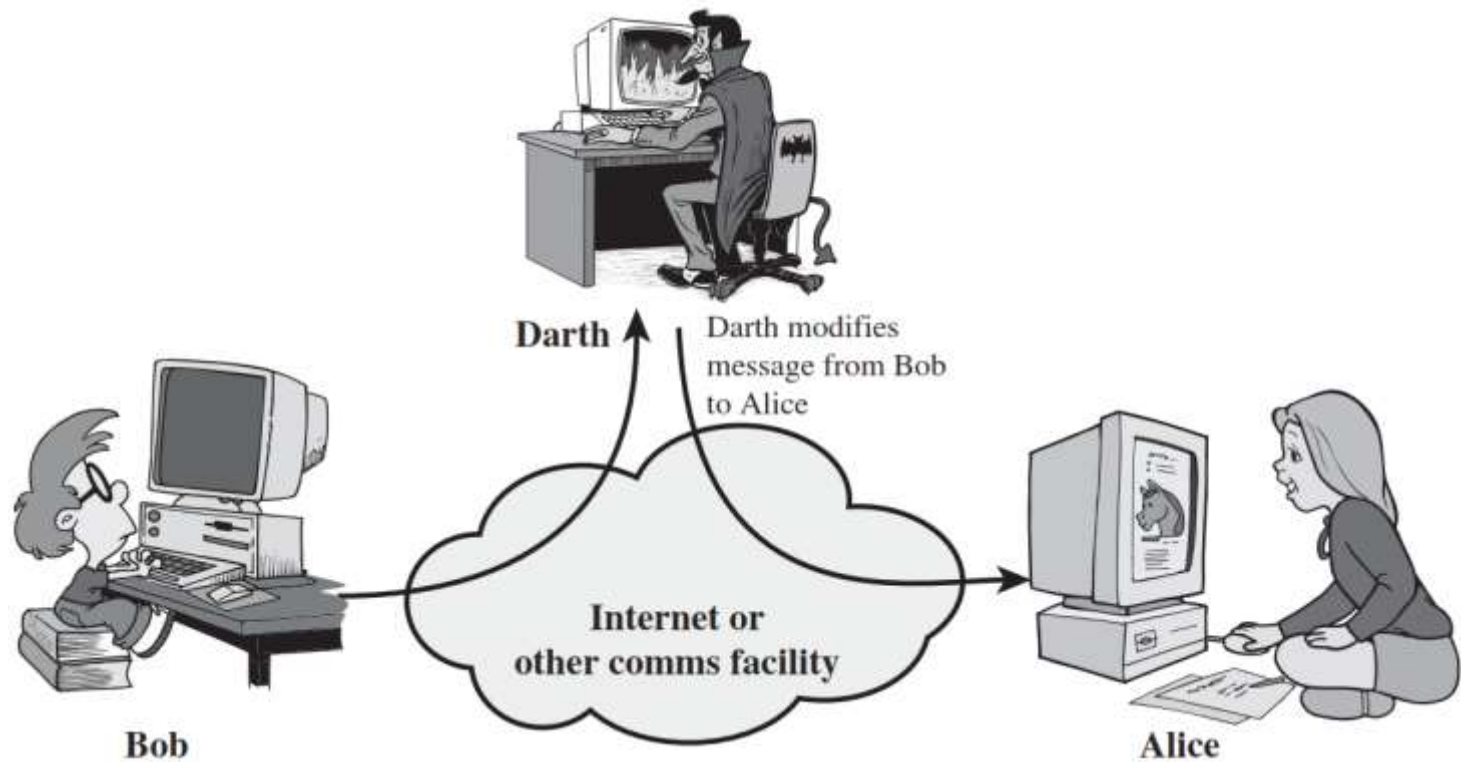 Darth
Darth modifies
message from Bob
to Alice
Internet or
other comms facility
Bob
Alice